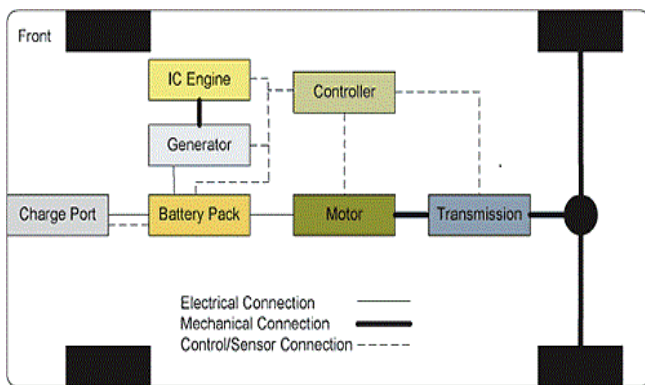 Front
IC Engine
Controller
Generator
Charge Port
Battery Pack
Motor
Transmission
Electrical Connection
Mechanical Connection
Control/Sensor Connection